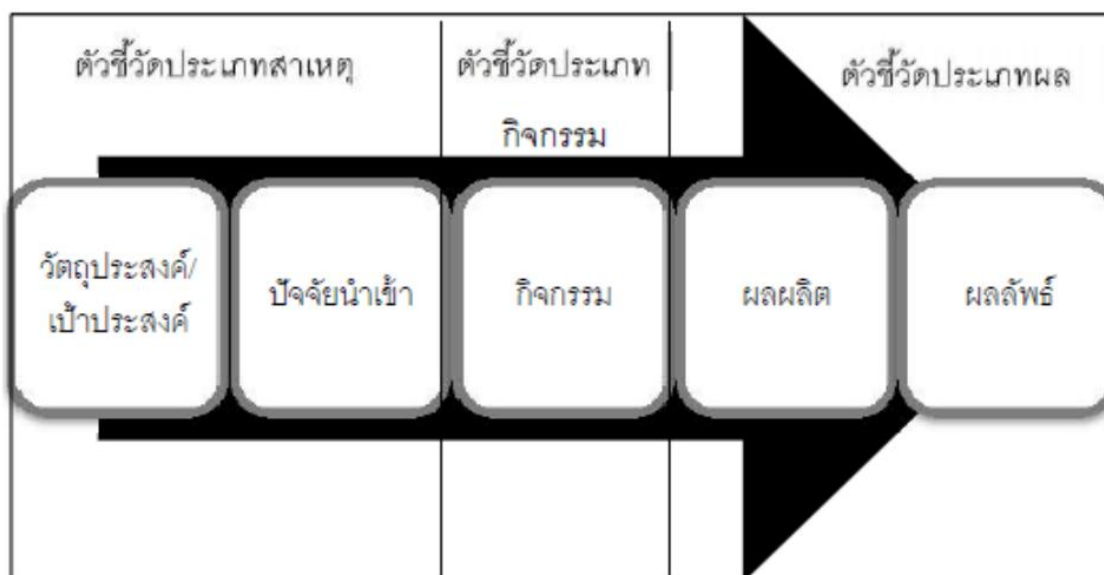 ตัวชี้วัดประเภทสาเหตุ
ตัวชี้วัดประเภท
กิจกรรม
ตัวชี้วัดประเภทผล
วัตถุประสงค์/
เป้าประสงค์
ปัจจัยนำเข้า
กิจกรรม
ผลผลิต
ผลลัพธ์